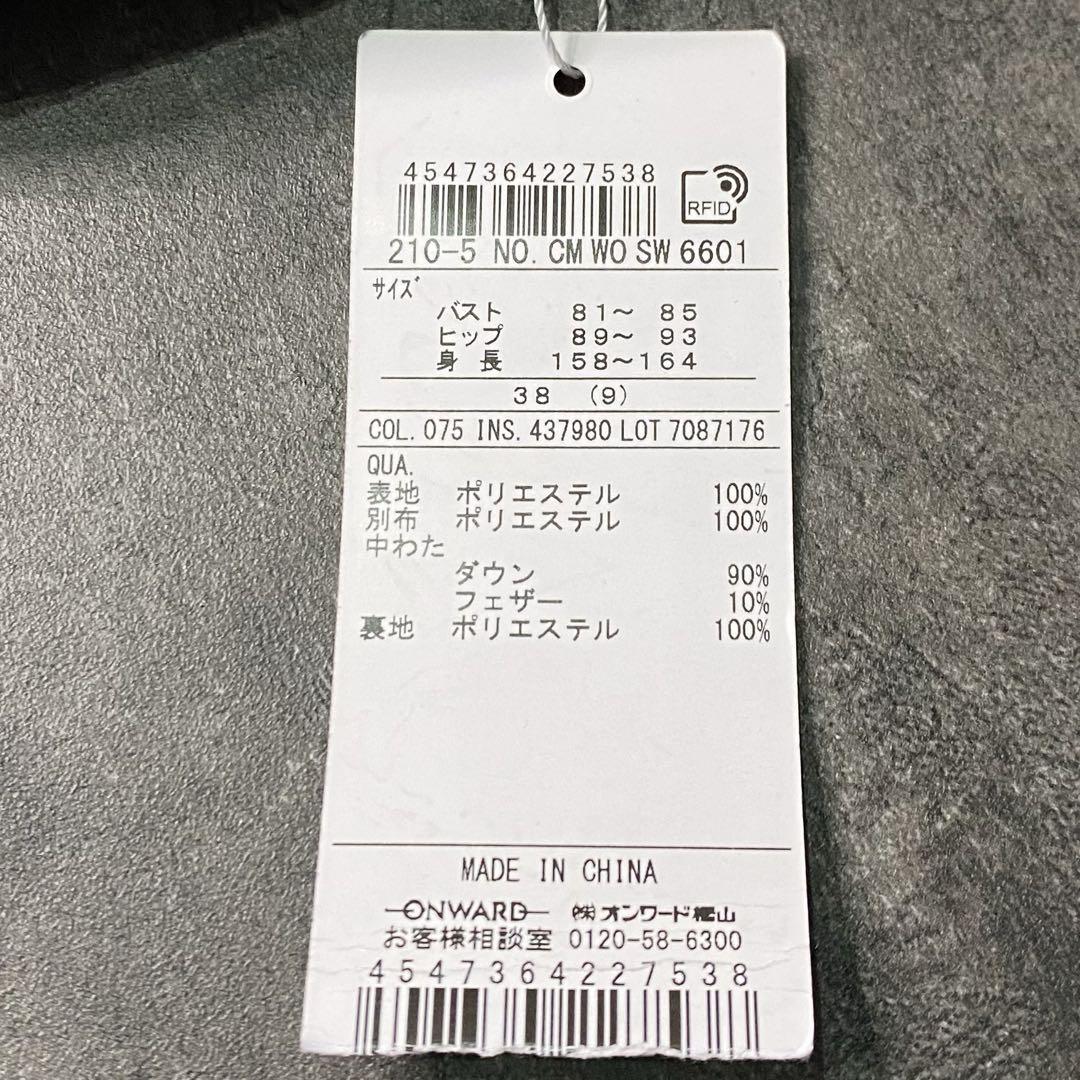 4547364227538
RFID
210-5 NO. CM WO SW 6601
サイズ
バスト 81～ 85
ヒップ 89～ 93
身長 158～164
38 (9)
COL. 075 INS. 437980 LOT 7087176
QUA.
表地 ポリエステル 100%
別布 ポリエステル 100%
中わた
ダウン 90%
フェザー 10%
裏地 ポリエステル 100%
MADE IN CHINA
ONWARD ㈱オンワード樫山
お客様相談室 0120-58-6300
4547364227538